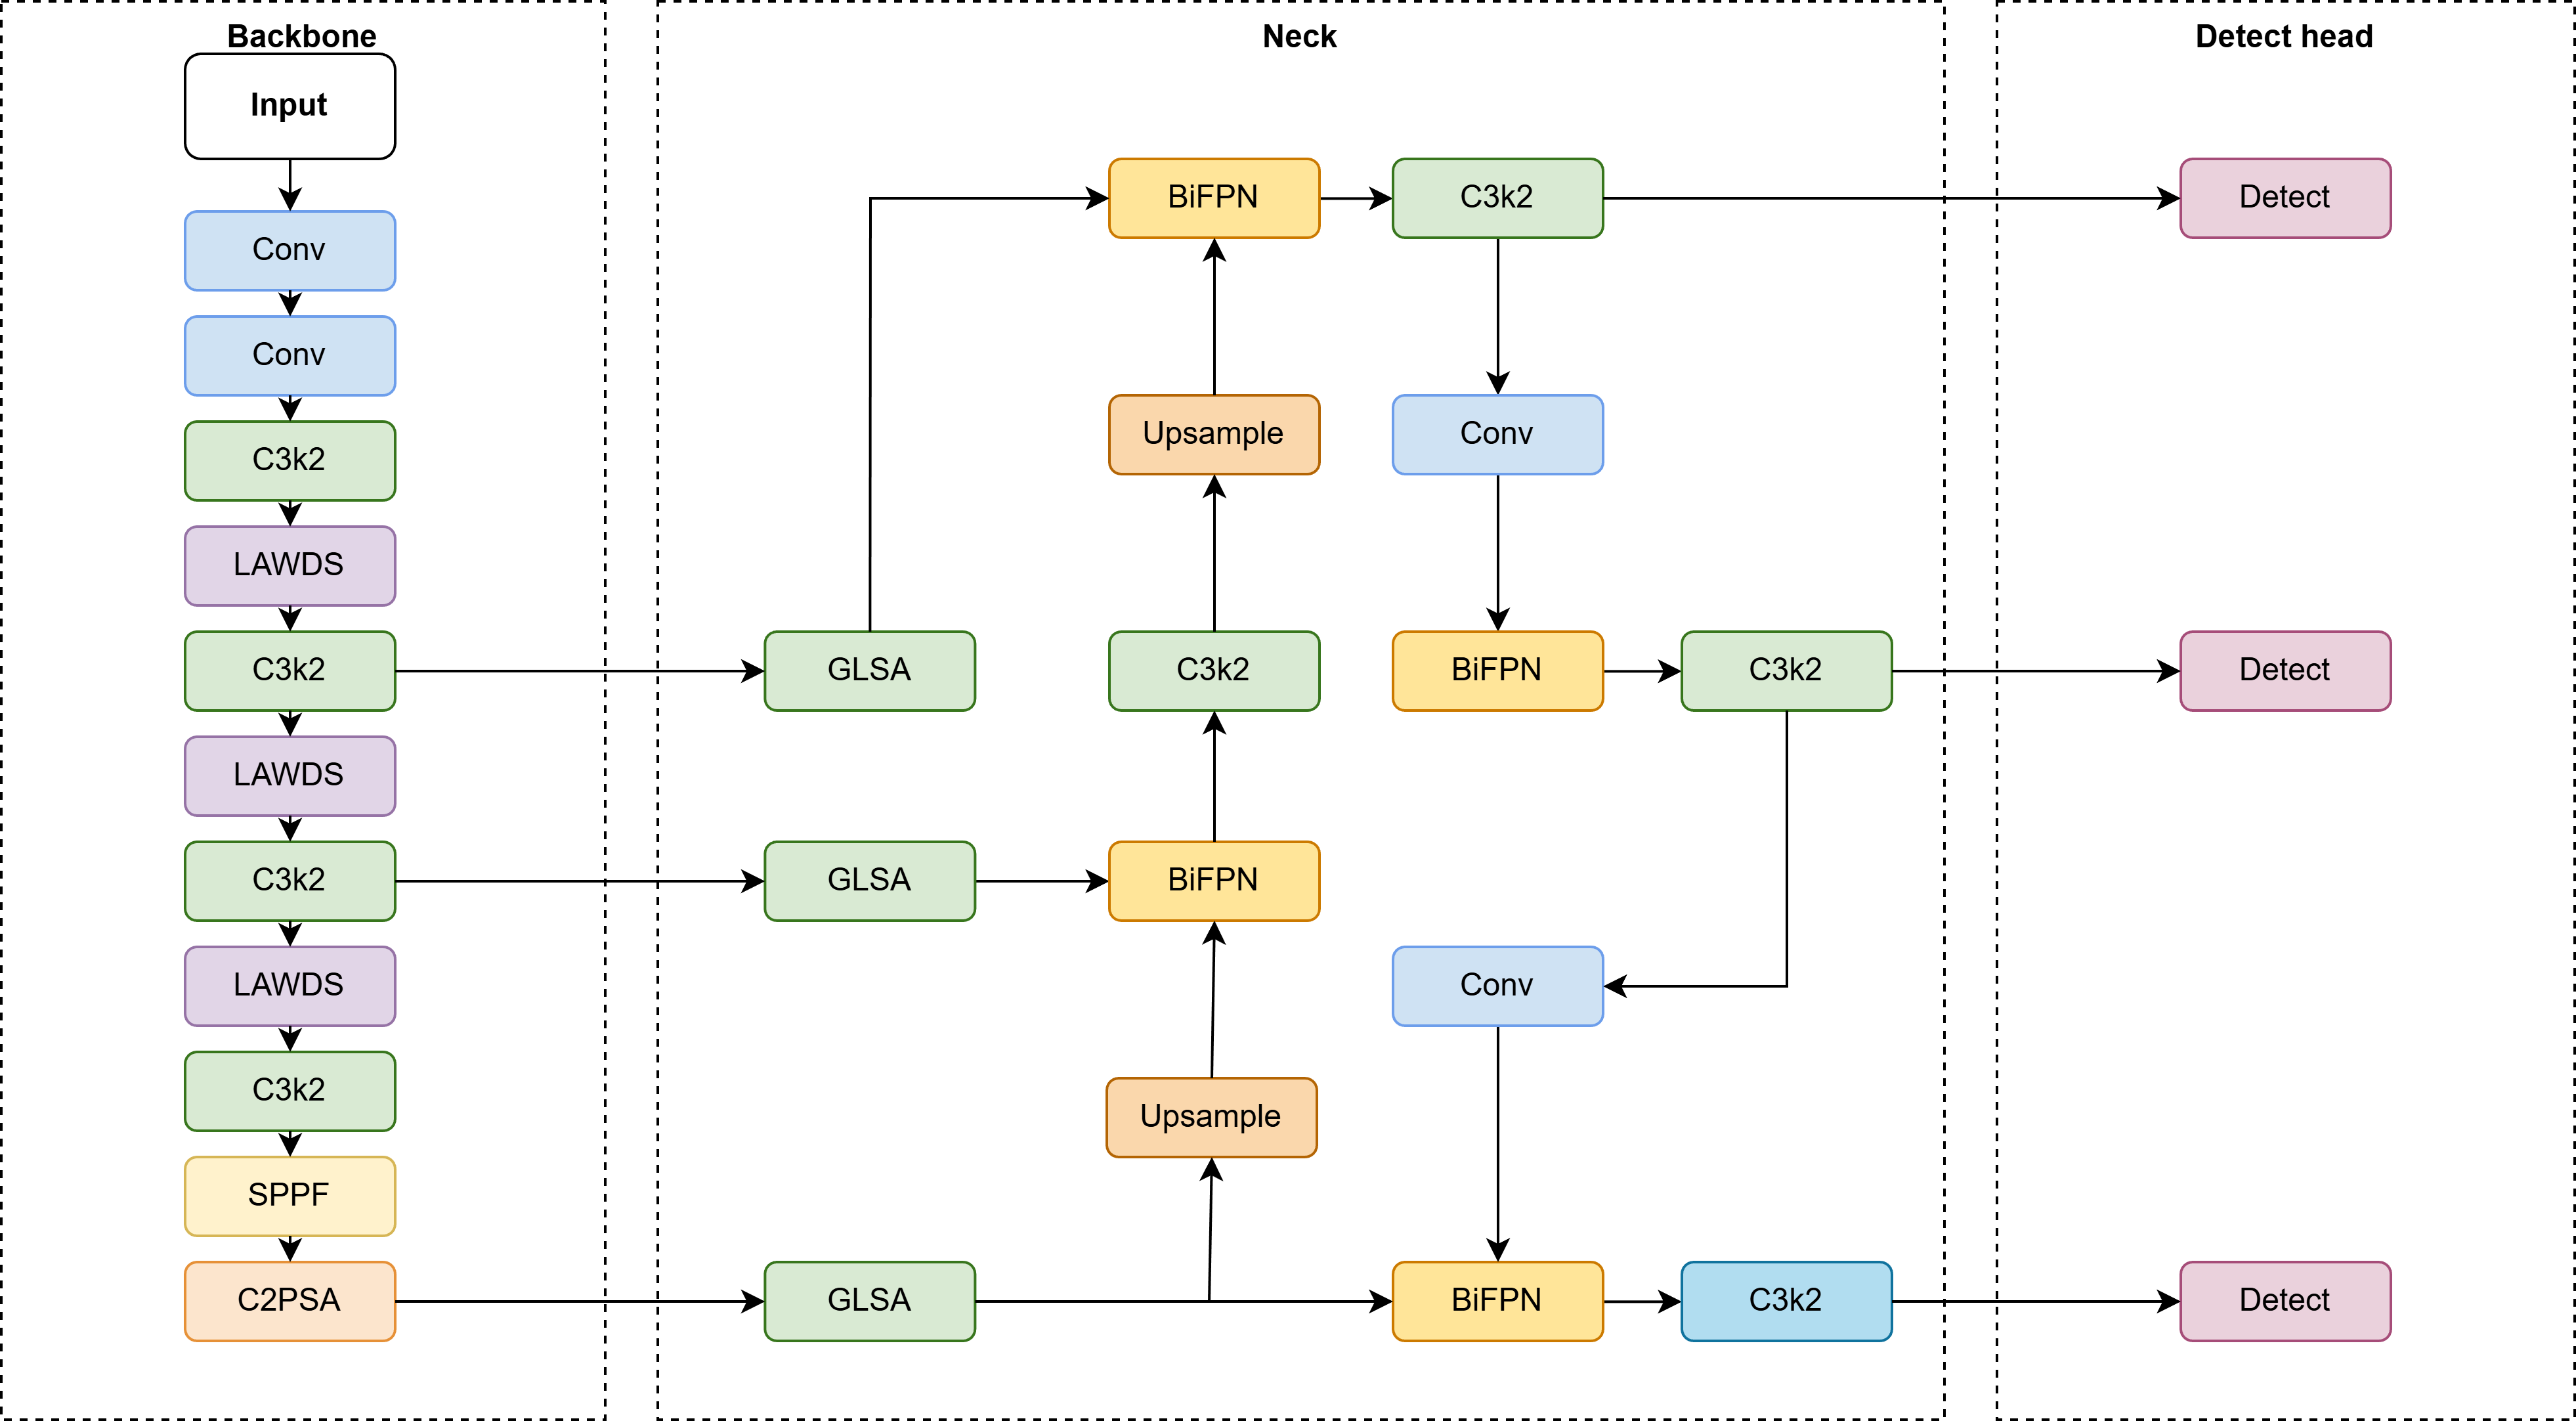 Backbone
Input
Conv
Conv
C3k2
LAWDS
C3k2
LAWDS
C3k2
LAWDS
C3k2
SPPF
C2PSA
Neck
BiFPN
C3k2
Upsample
Conv
GLSA
C3k2
BiFPN
C3k2
GLSA
BiFPN
Conv
Upsample
GLSA
BiFPN
C3k2
Detect head
Detect
Detect
Detect